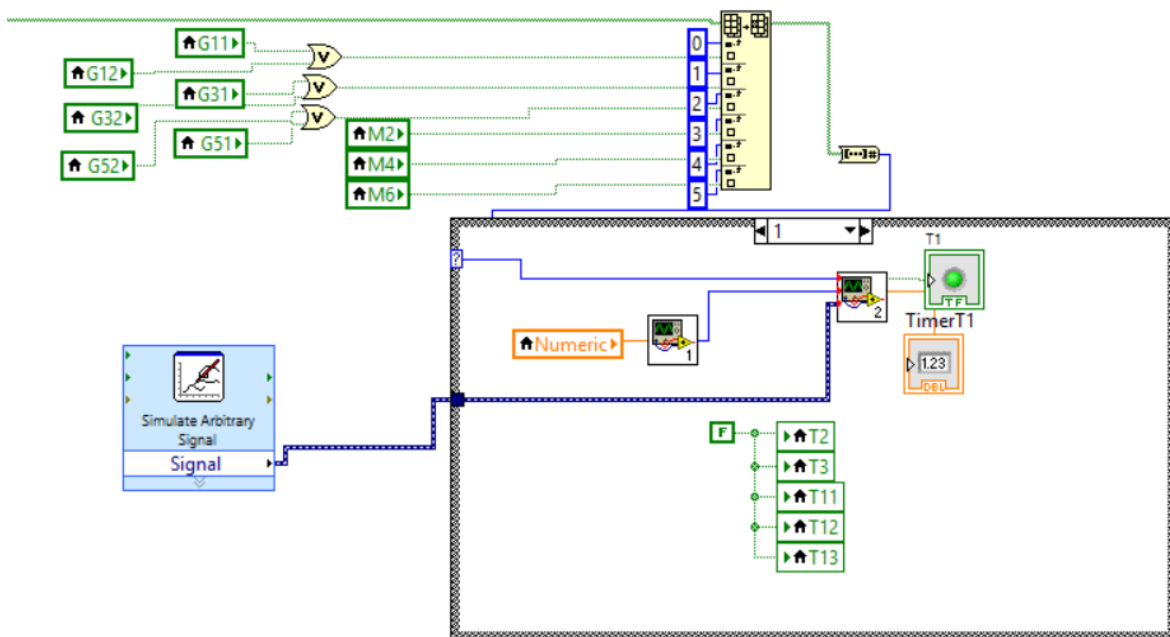 G11
G12
G31
G32
G51
G52
M2
M4
M6
0
1
2
3
4
5
[···]#
1
?
T1
TF
2
TimerT1
Numeric
1
1.23
DBL
Simulate Arbitrary
Signal
Signal
F
T2
T3
T11
T12
T13